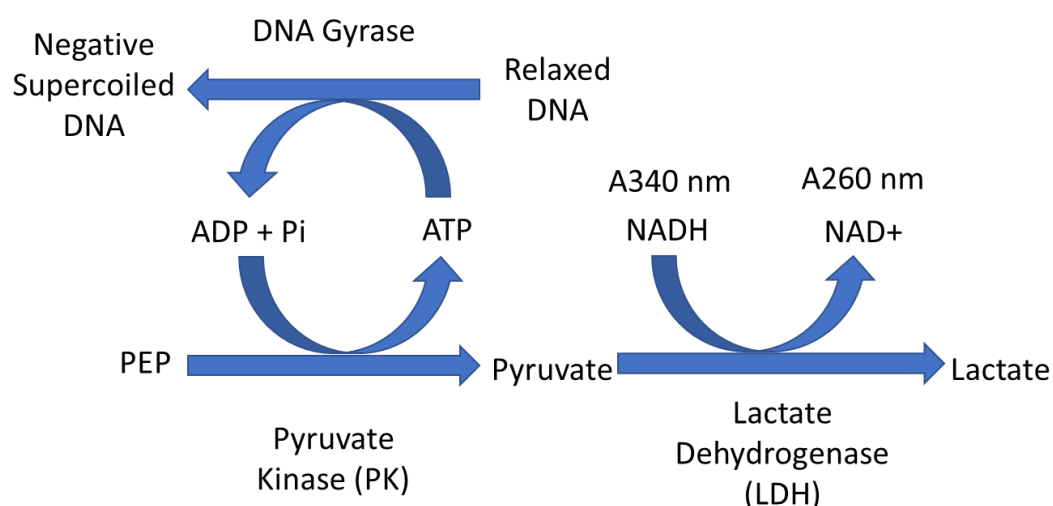 DNA Gyrase
Negative
Supercoiled
DNA
Relaxed
DNA
A340 nm
A260 nm
ADP + Pi
ATP
NADH
NAD+
PEP
Pyruvate
Lactate
Pyruvate
Kinase (PK)
Lactate
Dehydrogenase
(LDH)